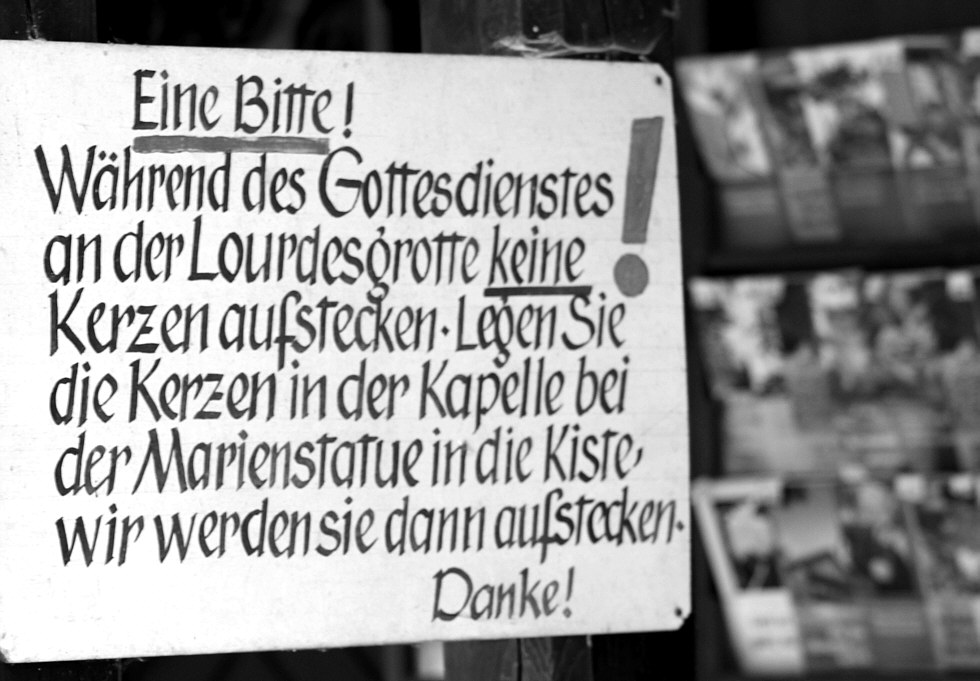 Eine Bitte!
Während des Gottesdienstes
an der Lourdesgrotte keine
Kerzen aufstecken. Legen Sie
die Kerzen in der Kapelle bei
der Marienstatue in die Kiste,
wir werden sie dann aufstecken.
Danke!